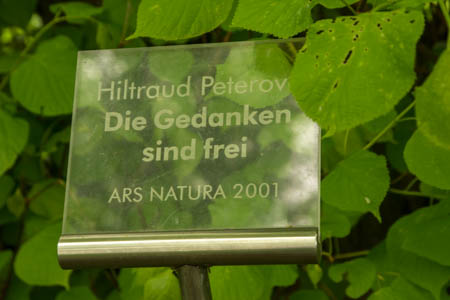 Hiltraud Peterov
Die Gedanken
sind frei
ARS NATURA 2001